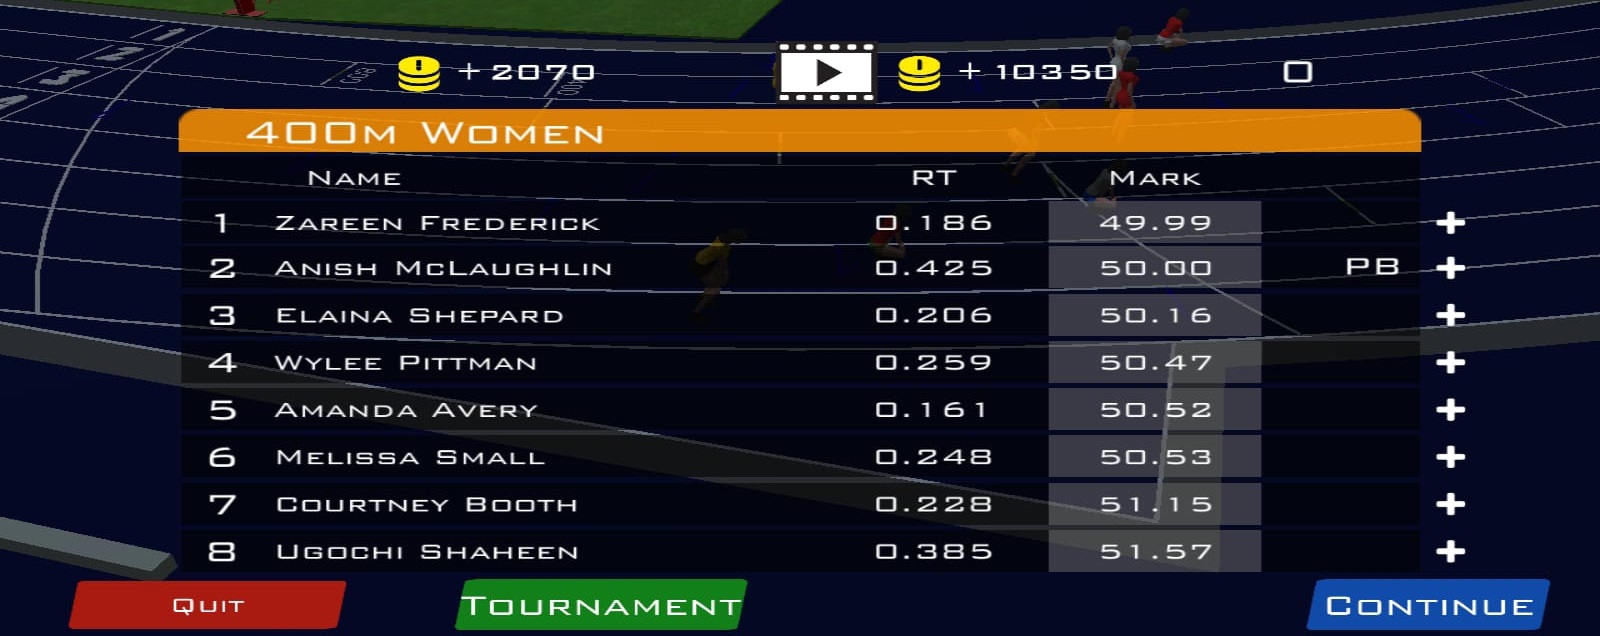 +2070 +10350
400m Women
Name RT Mark
1 Zareen Frederick 0.186 49.99
2 Anish McLaughlin 0.425 50.00 PB
3 Elaina Shepard 0.206 50.16
4 Wylee Pittman 0.259 50.47
5 Amanda Avery 0.161 50.52
6 Melissa Small 0.248 50.53
7 Courtney Booth 0.228 51.15
8 Ugochi Shaheen 0.385 51.57
Quit Tournament Continue